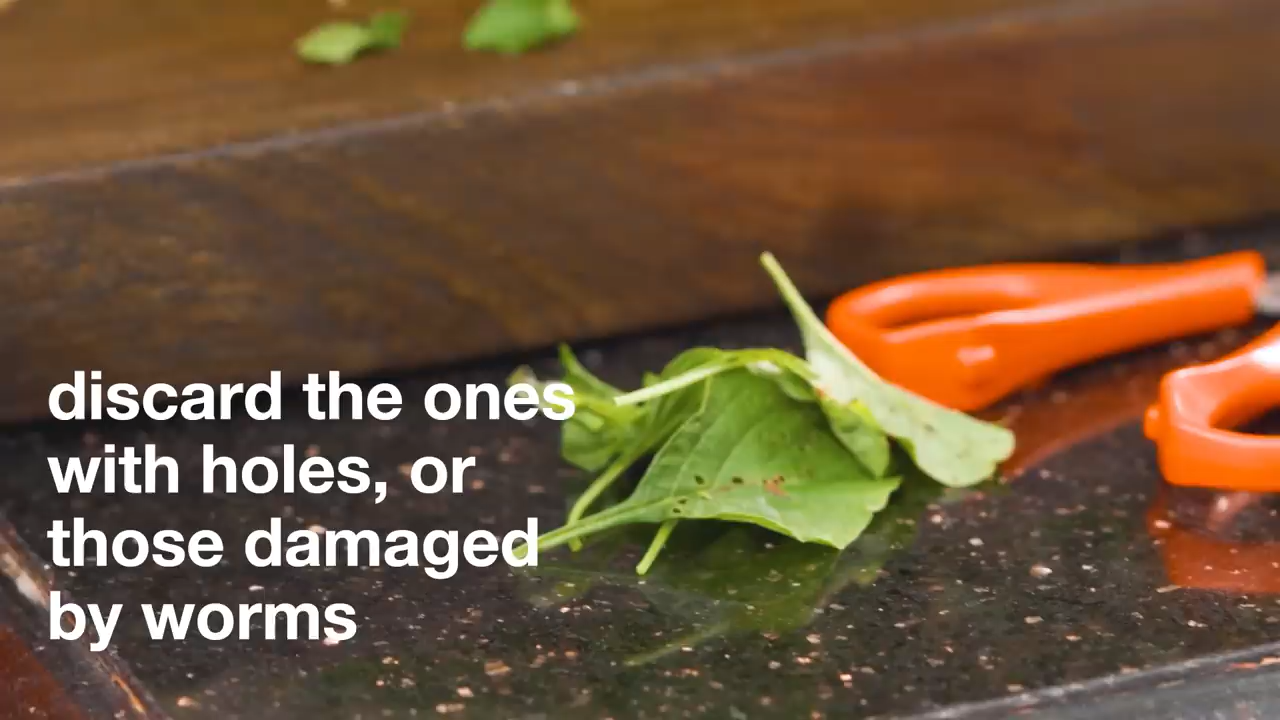 discard the ones
with holes, or
those damaged
by worms